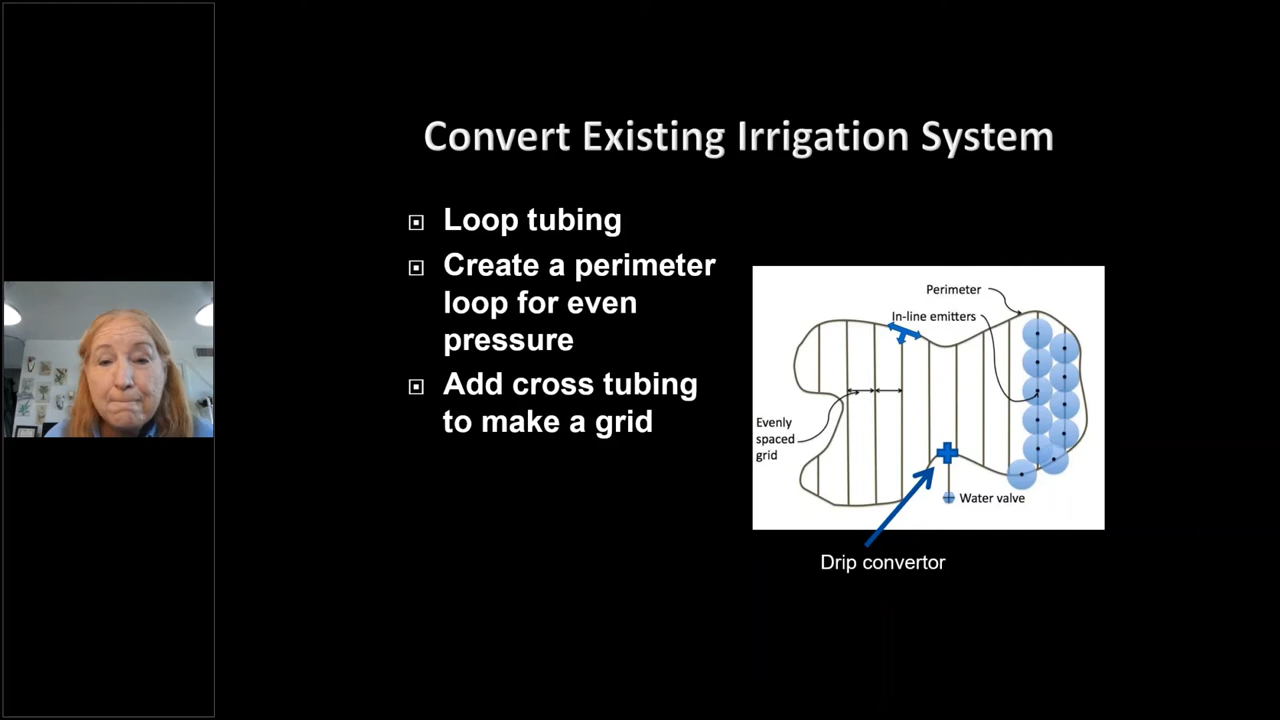 Convert Existing Irrigation System
Loop tubing
Create a perimeter
loop for even
pressure
Add cross tubing
to make a grid
Perimeter
In-line emitters
Evenly
spaced
grid
Water valve
Drip convertor